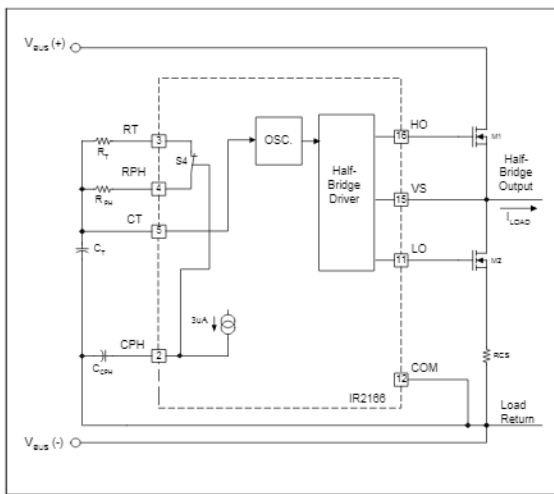 VBUS (+)
RT
3
RT
S4
RPH
4
RPH
CT
5
CT
OSC.
Half-
Bridge
Driver
HO
16
M1
Half-
Bridge
Output
VS
15
ILOAD
LO
11
M2
3uA
CPH
2
CCPH
RCS
COM
12
IR2166
Load
Return
VBUS (-)